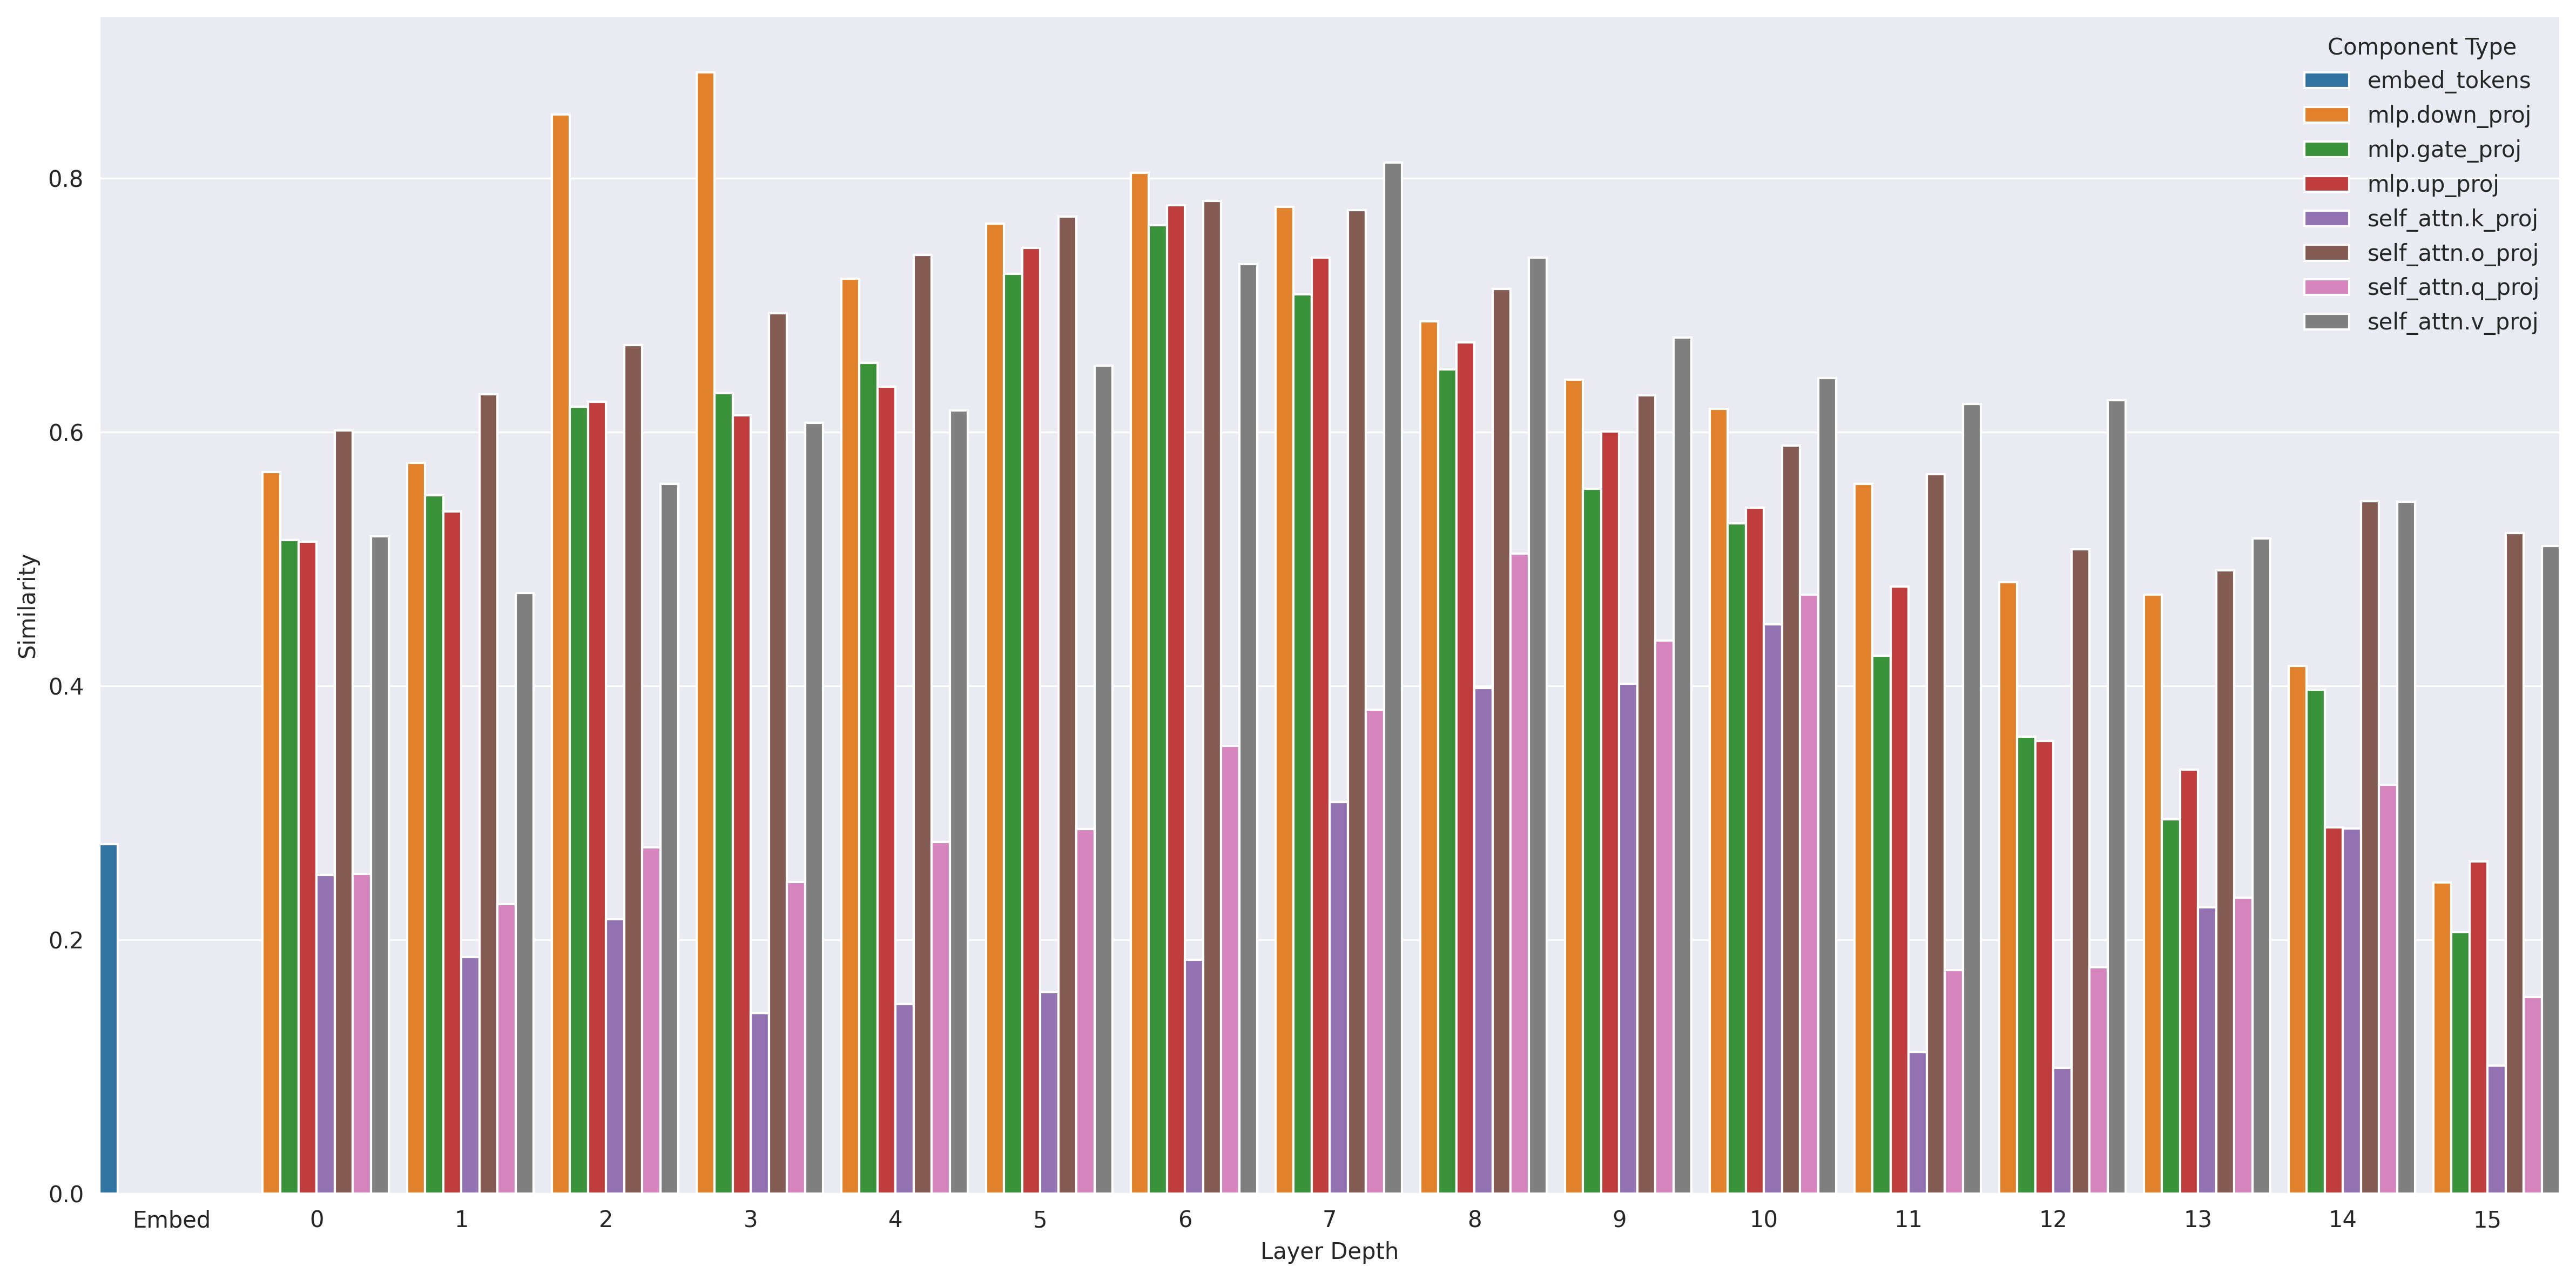 Component Type
embed_tokens
mlp.down_proj
mlp.gate_proj
mlp.up_proj
self_attn.k_proj
self_attn.o_proj
self_attn.q_proj
self_attn.v_proj
Similarity
0.8
0.6
0.4
0.2
0.0
Embed 0 1 2 3 4 5 6 7 8 9 10 11 12 13 14 15
Layer Depth